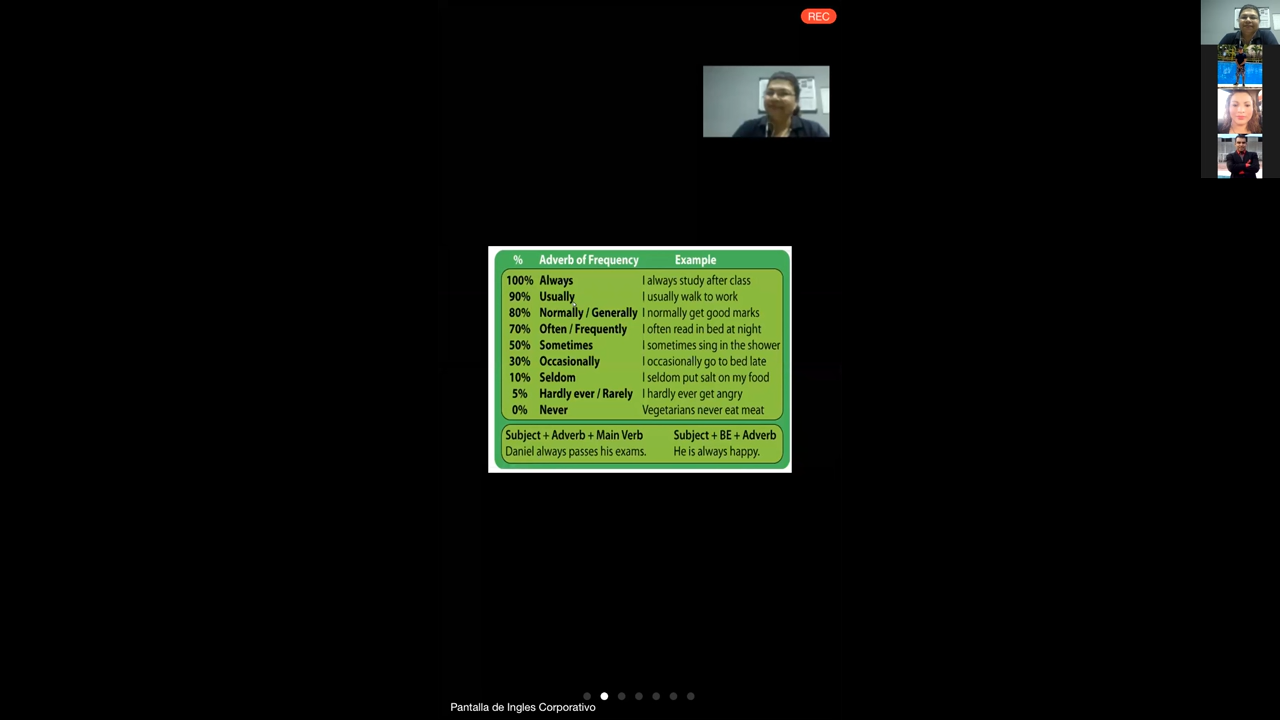 REC
% Adverb of Frequency Example
100% Always I always study after class
90% Usually I usually walk to work
80% Normally / Generally I normally get good marks
70% Often / Frequently I often read in bed at night
50% Sometimes I sometimes sing in the shower
30% Occasionally I occasionally go to bed late
10% Seldom I seldom put salt on my food
5% Hardly ever / Rarely I hardly ever get angry
0% Never Vegetarians never eat meat
Subject + Adverb + Main Verb Subject + BE + Adverb
Daniel always passes his exams. He is always happy.
Pantalla de Ingles Corporativo